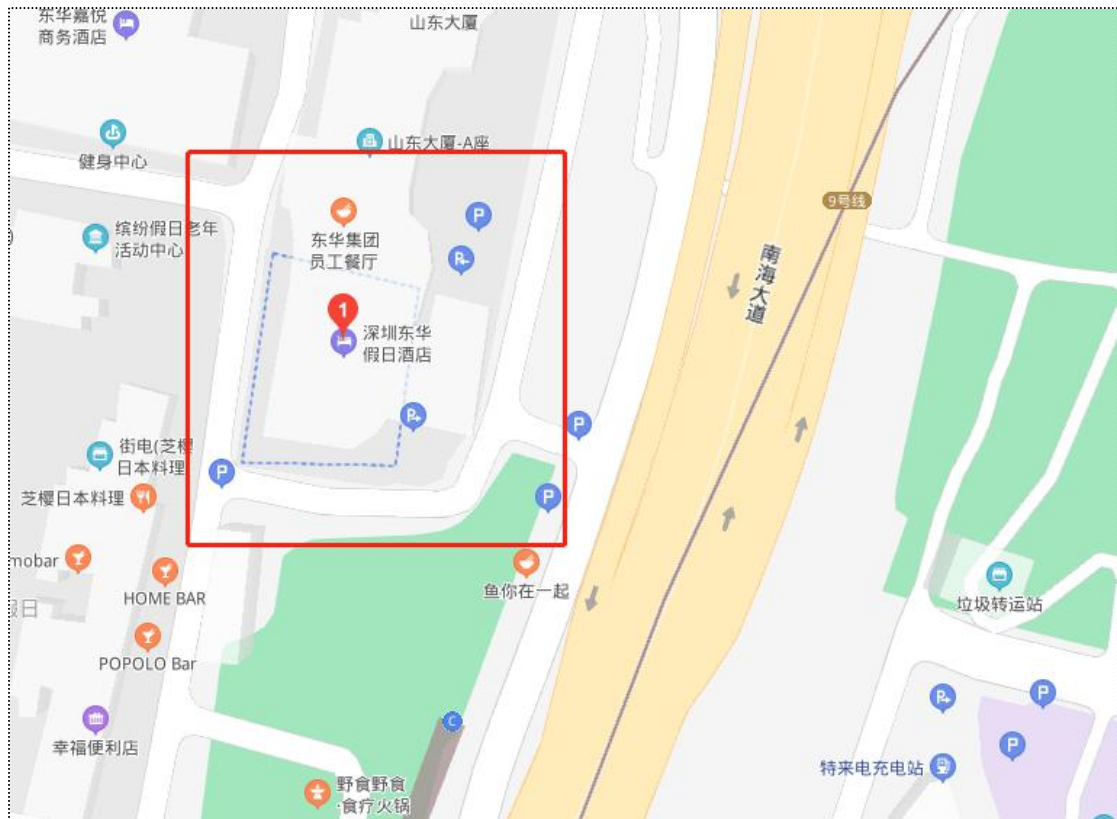 东华嘉悦
商务酒店
山东大厦
健身中心
山东大厦-A座
缤纷假日老年
活动中心
东华集团
员工餐厅
P
P
9号线
南海大道
1
深圳东华
假日酒店
P
P
街电(芝樱
日本料理
P
芝樱日本料理
P
mobar
HOME BAR
鱼你在一起
垃圾转运站
假日
POPOLO Bar
P
P
C
P
幸福便利店
特来电充电站
野食野食
·食疗火锅